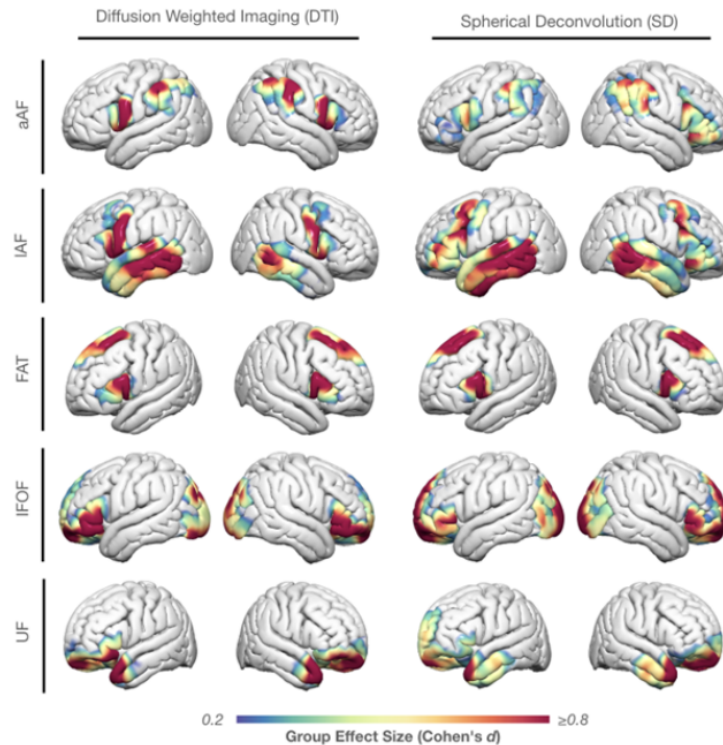 Diffusion Weighted Imaging (DTI)
Spherical Deconvolution (SD)
aAF
lAF
FAT
IFOF
UF
0.2
≥0.8
Group Effect Size (Cohen's d)